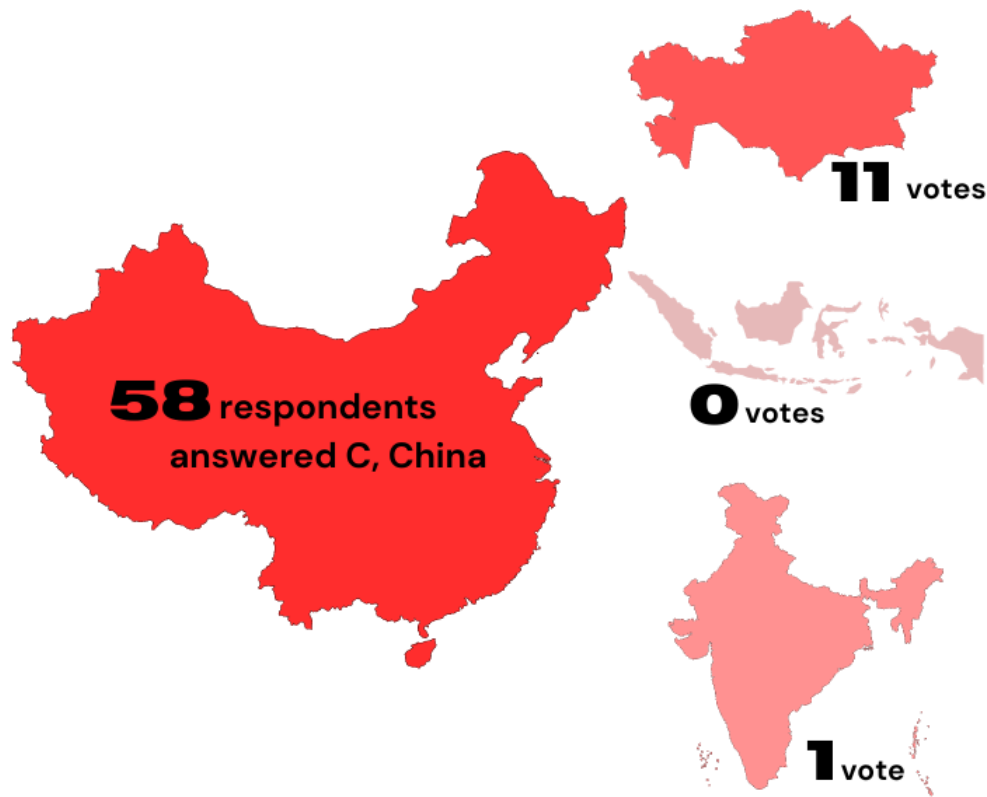 11 votes
58 respondents
answered C, China
0 votes
1 vote